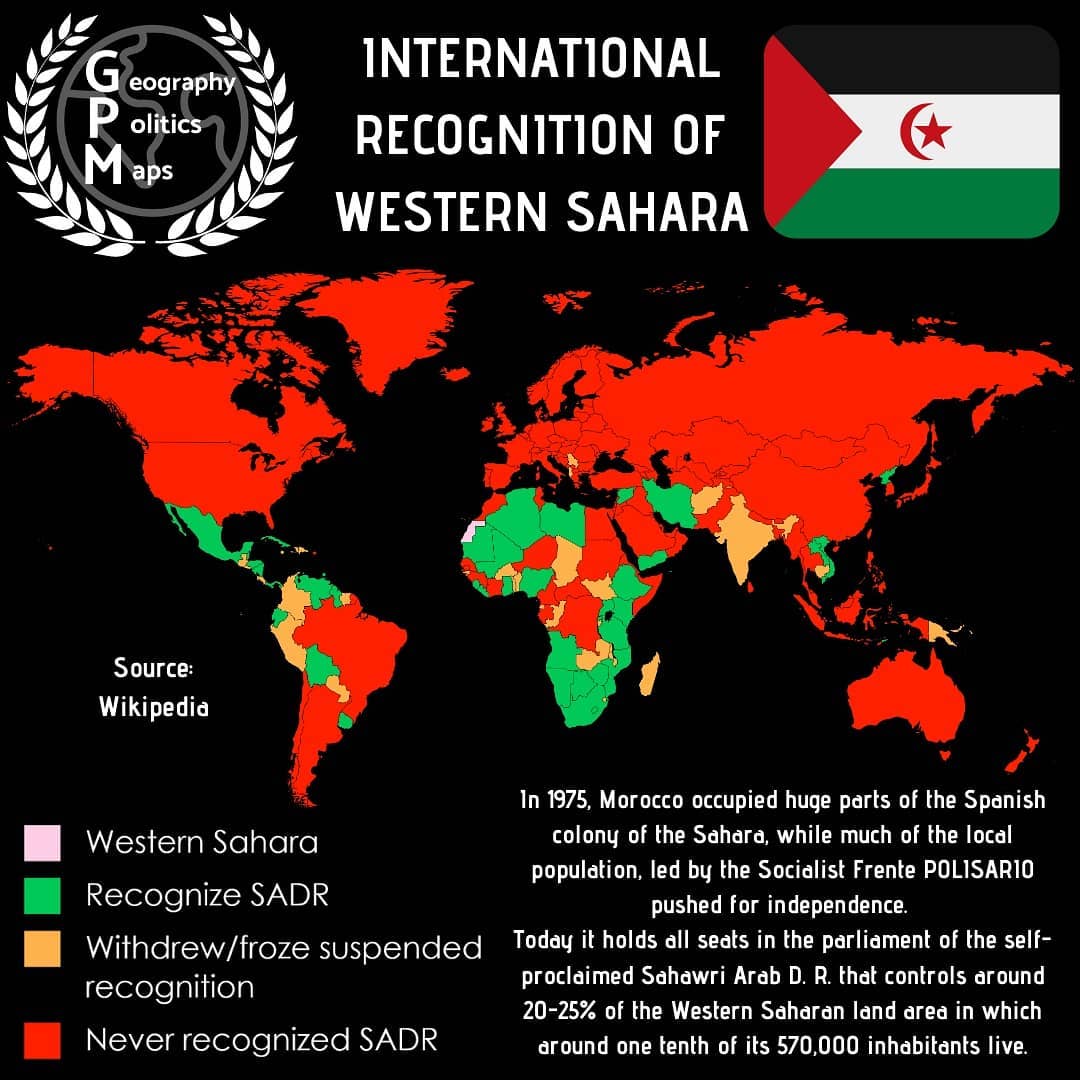 Geography
Politics
Maps
INTERNATIONAL
RECOGNITION OF
WESTERN SAHARA
Source:
Wikipedia
Western Sahara
Recognize SADR
Withdrew/froze suspended
recognition
Never recognized SADR
In 1975, Morocco occupied huge parts of the Spanish
colony of the Sahara, while much of the local
population, led by the Socialist Frente POLISARIO
pushed for independence.
Today it holds all seats in the parliament of the self-
proclaimed Sahawri Arab D. R. that controls around
20-25% of the Western Saharan land area in which
around one tenth of its 570,000 inhabitants live.